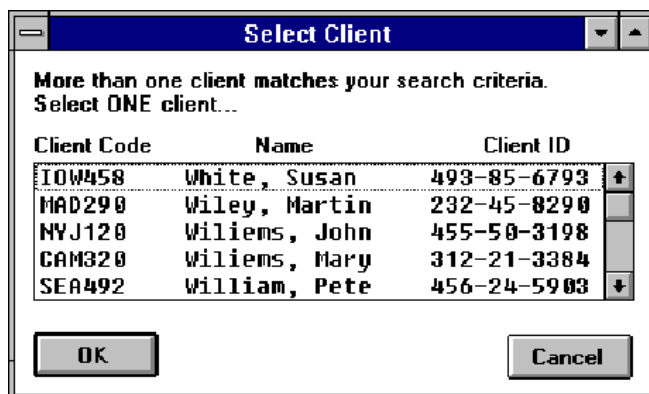 Select Client
More than one client matches your search criteria.
Select ONE client...
Client Code Name Client ID
IOW458 White, Susan 493-85-6793
MAD290 Wiley, Martin 232-45-8290
NYJ120 Wiliems, John 455-50-3198
CAM320 Wiliems, Mary 312-21-3384
SEA492 William, Pete 456-24-5903
OK Cancel